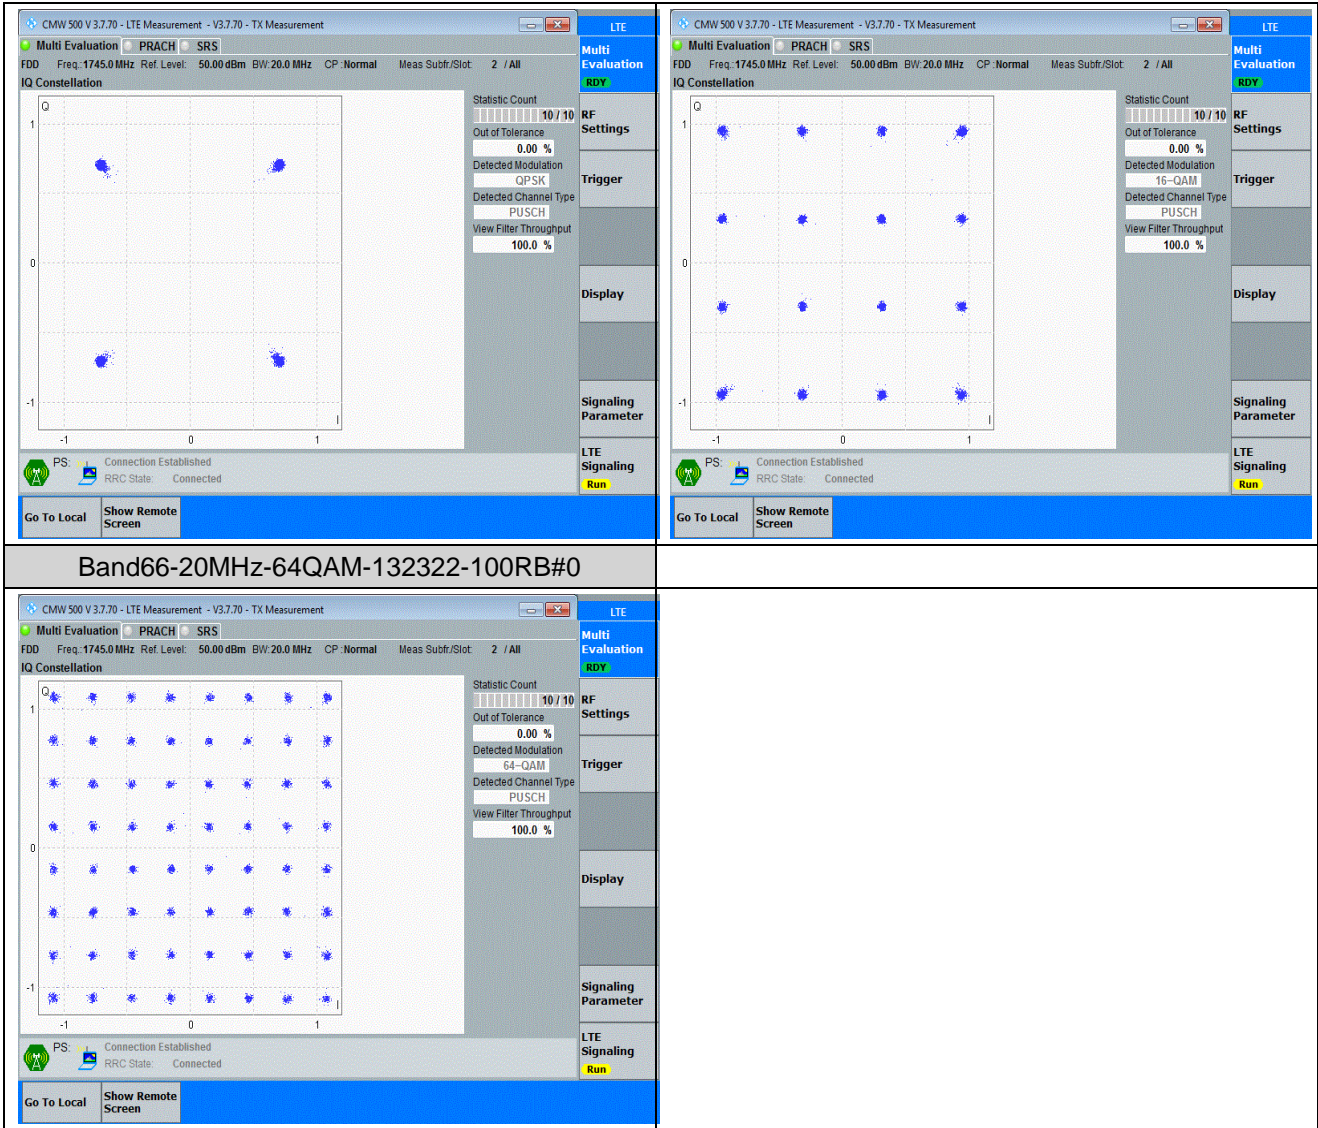 CMW 500 V 3.7.70 - LTE Measurement - V3.7.70 - TX Measurement
LTE
Multi Evaluation PRACH SRS
Multi Evaluation
RDY
FDD Freq.: 1745.0 MHz Ref. Level: 50.00 dBm BW: 20.0 MHz CP : Normal Meas Subfr./Slot: 2 / All
IQ Constellation
Q
1
0
-1
I
-1 0 1
Statistic Count
10 / 10
Out of Tolerance
0.00 %
Detected Modulation
QPSK
Detected Channel Type
PUSCH
View Filter Throughput
100.0 %
RF Settings
Trigger
Display
Signaling Parameter
LTE Signaling
Run
PS: Connection Established
RRC State: Connected
Go To Local
Show Remote Screen
CMW 500 V 3.7.70 - LTE Measurement - V3.7.70 - TX Measurement
LTE
Multi Evaluation PRACH SRS
Multi Evaluation
RDY
FDD Freq.: 1745.0 MHz Ref. Level: 50.00 dBm BW: 20.0 MHz CP : Normal Meas Subfr./Slot: 2 / All
IQ Constellation
Q
1
0
-1
I
-1 0 1
Statistic Count
10 / 10
Out of Tolerance
0.00 %
Detected Modulation
16-QAM
Detected Channel Type
PUSCH
View Filter Throughput
100.0 %
RF Settings
Trigger
Display
Signaling Parameter
LTE Signaling
Run
PS: Connection Established
RRC State: Connected
Go To Local
Show Remote Screen
Band66-20MHz-64QAM-132322-100RB#0
CMW 500 V 3.7.70 - LTE Measurement - V3.7.70 - TX Measurement
LTE
Multi Evaluation PRACH SRS
Multi Evaluation
RDY
FDD Freq.: 1745.0 MHz Ref. Level: 50.00 dBm BW: 20.0 MHz CP : Normal Meas Subfr./Slot: 2 / All
IQ Constellation
Q
1
0
-1
I
-1 0 1
Statistic Count
10 / 10
Out of Tolerance
0.00 %
Detected Modulation
64-QAM
Detected Channel Type
PUSCH
View Filter Throughput
100.0 %
RF Settings
Trigger
Display
Signaling Parameter
LTE Signaling
Run
PS: Connection Established
RRC State: Connected
Go To Local
Show Remote Screen